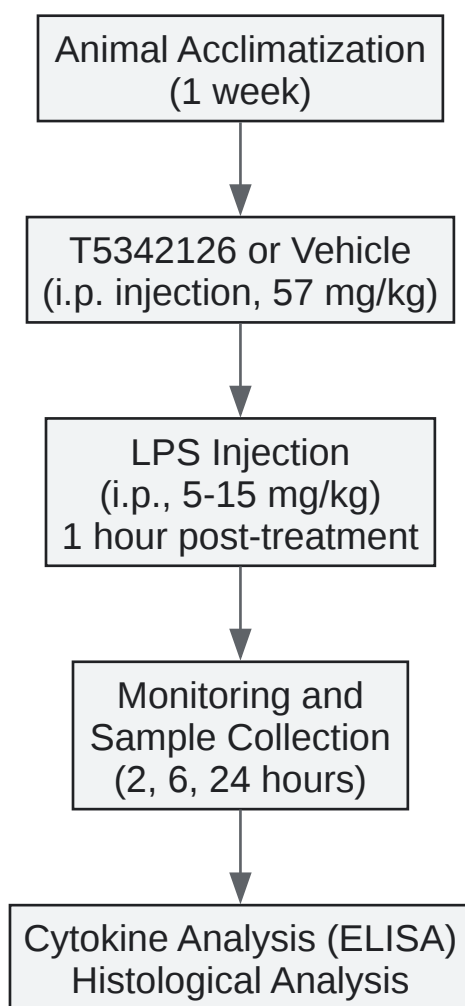 Animal Acclimatization
(1 week)
T5342126 or Vehicle
(i.p. injection, 57 mg/kg)
LPS Injection
(i.p., 5-15 mg/kg)
1 hour post-treatment
Monitoring and
Sample Collection
(2, 6, 24 hours)
Cytokine Analysis (ELISA)
Histological Analysis